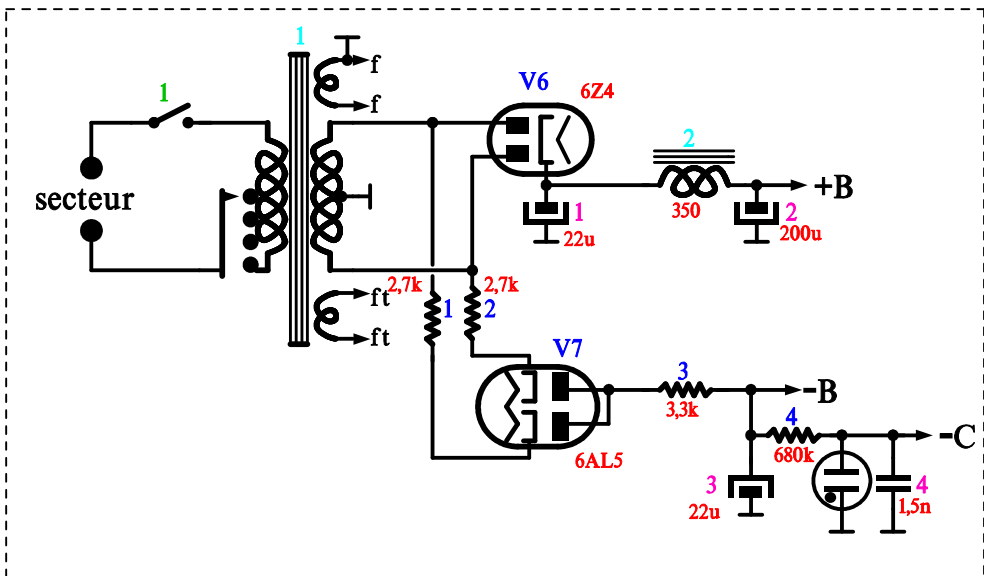 1
f
f
1
V6
6Z4
2
+B
secteur
1
350
2
22u
200u
2,7k
2,7k
ft
1
2
ft
V7
3
-B
3,3k
4
-C
6AL5
680k
3
4
22u
1,5n